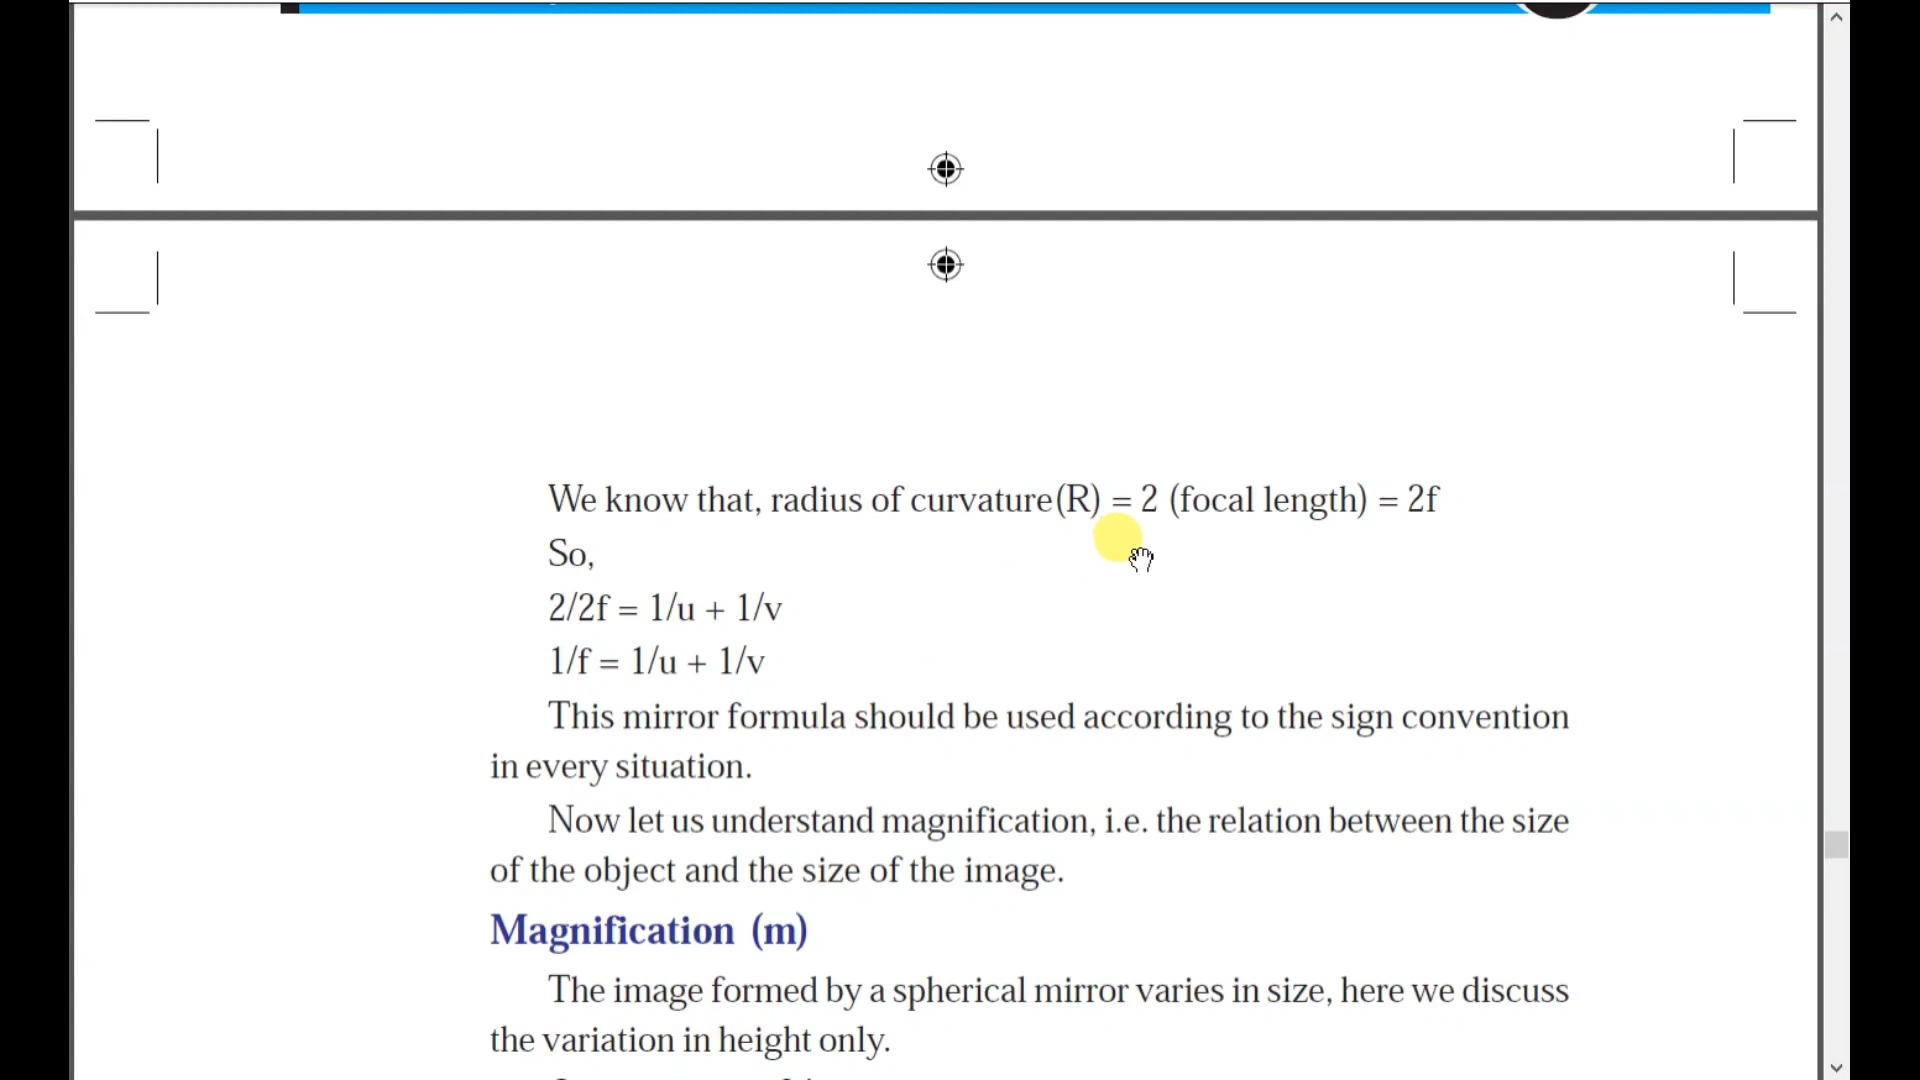 We know that, radius of curvature(R) = 2 (focal length) = 2f
So,
2/2f = 1/u + 1/v
1/f = 1/u + 1/v
This mirror formula should be used according to the sign convention
in every situation.
Now let us understand magnification, i.e. the relation between the size
of the object and the size of the image.
Magnification (m)
The image formed by a spherical mirror varies in size, here we discuss
the variation in height only.